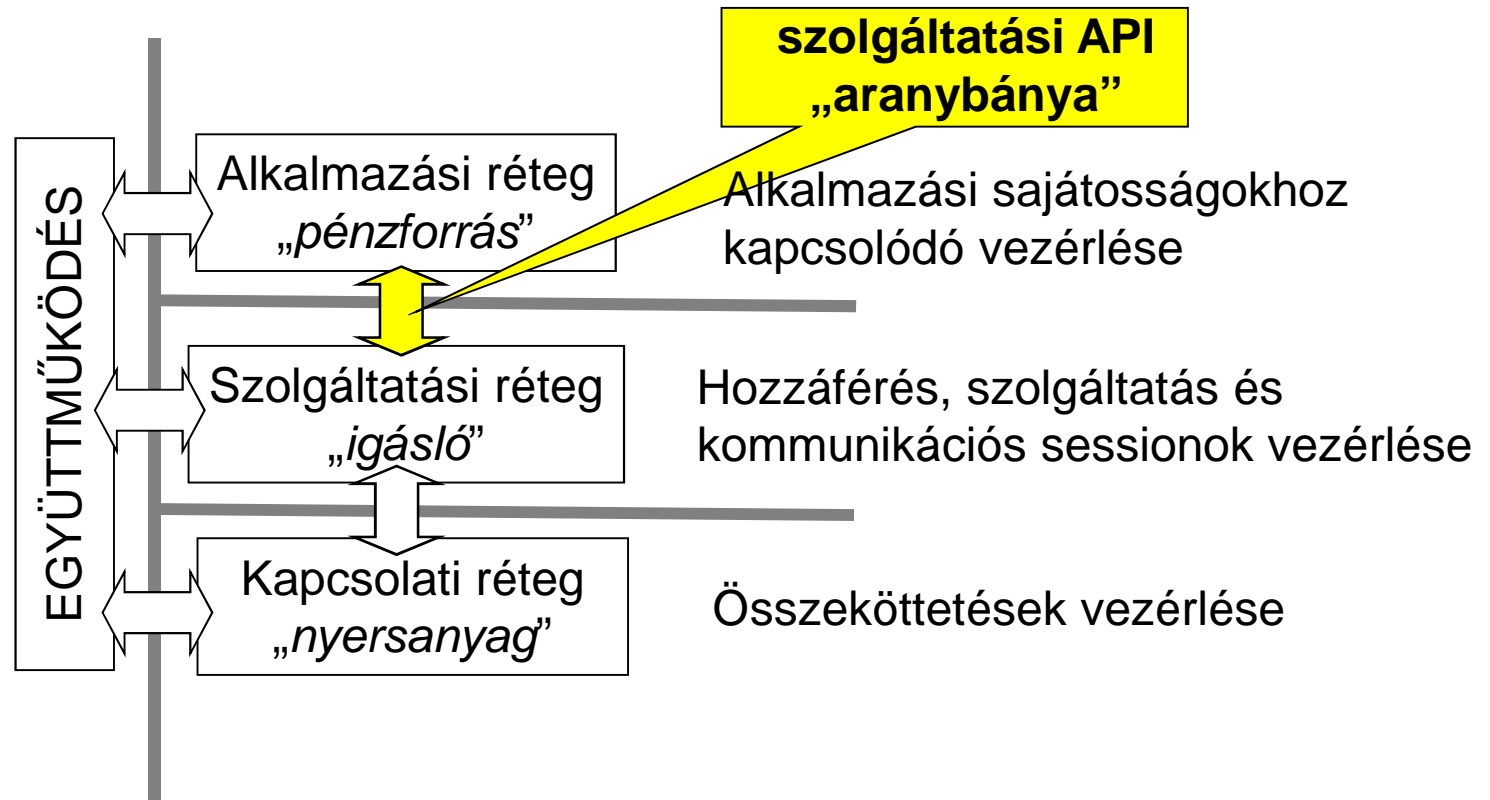 szolgáltatási API
„aranybánya”
EGYÜTTMŰKÖDÉS
Alkalmazási réteg
„pénzforrás”
Alkalmazási sajátosságokhoz
kapcsolódó vezérlése
Szolgáltatási réteg
„igásló”
Hozzáférés, szolgáltatás és
kommunikációs sessionok vezérlése
Kapcsolati réteg
„nyersanyag”
Összeköttetések vezérlése